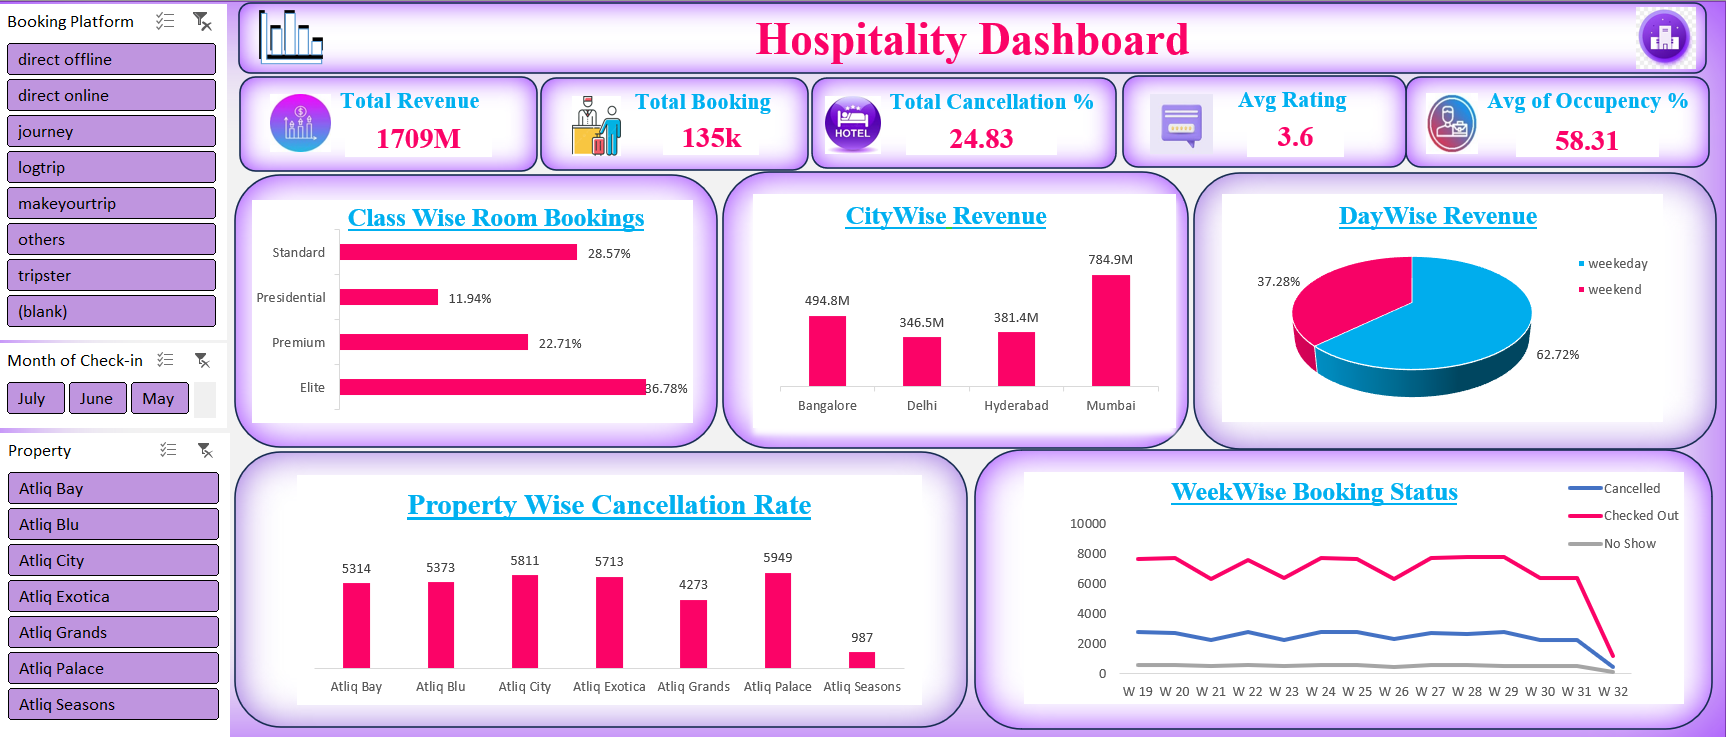 Booking Platform
direct offline
direct online
journey
logtrip
makeyourtrip
others
tripster
(blank)
Month of Check-in
July June May
Property
Atliq Bay
Atliq Blu
Atliq City
Atliq Exotica
Atliq Grands
Atliq Palace
Atliq Seasons
Hospitality Dashboard
Total Revenue
1709M
Total Booking
135k
HOTEL
Total Cancellation %
24.83
Avg Rating
3.6
Avg of Occupency %
58.31
Class Wise Room Bookings
Standard 28.57%
Presidential 11.94%
Premium 22.71%
Elite 36.78%
CityWise Revenue
494.8M 346.5M 381.4M 784.9M
Bangalore Delhi Hyderabad Mumbai
DayWise Revenue
weekeday
weekend
37.28%
62.72%
Property Wise Cancellation Rate
5314 5373 5811 5713 4273 5949 987
Atliq Bay Atliq Blu Atliq City Atliq Exotica Atliq Grands Atliq Palace Atliq Seasons
WeekWise Booking Status
Cancelled
Checked Out
No Show
10000
8000
6000
4000
2000
0
W 19 W 20 W 21 W 22 W 23 W 24 W 25 W 26 W 27 W 28 W 29 W 30 W 31 W 32